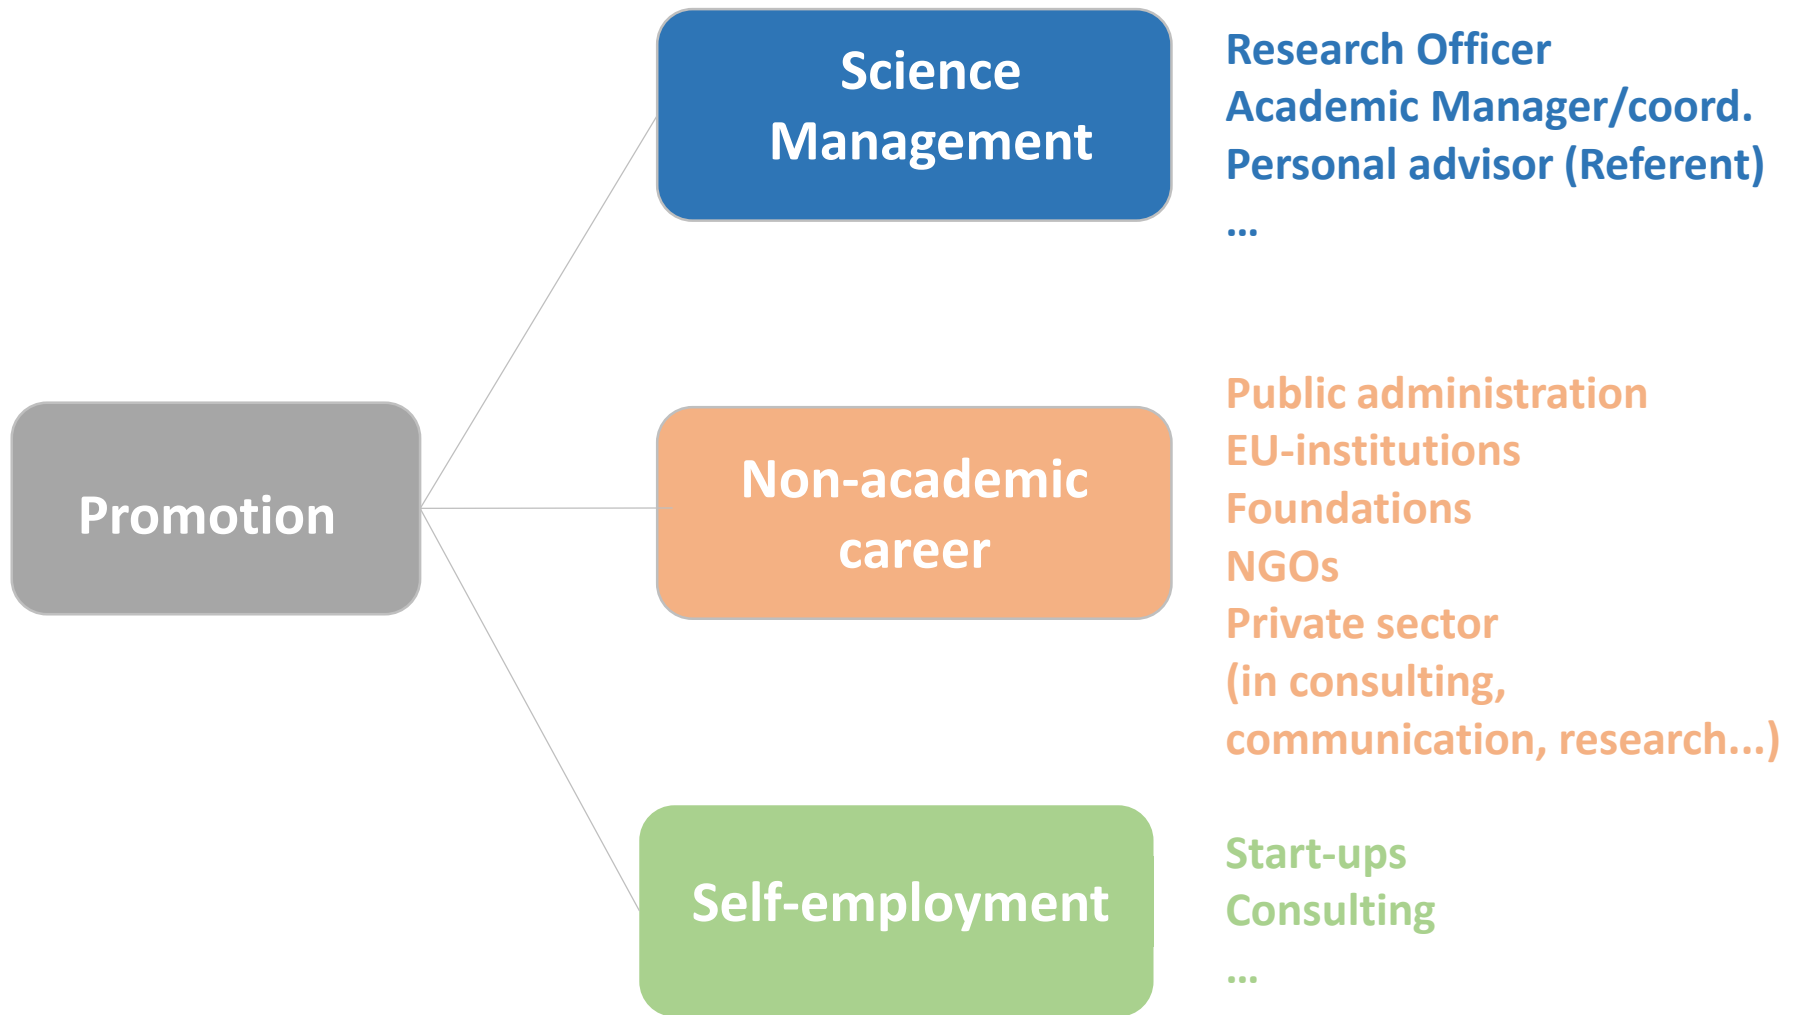 Science
Management
Research Officer
Academic Manager/coord.
Personal advisor (Referent)
...
Promotion
Non-academic
career
Public administration
EU-institutions
Foundations
NGOs
Private sector
(in consulting,
communication, research...)
Self-employment
Start-ups
Consulting
...